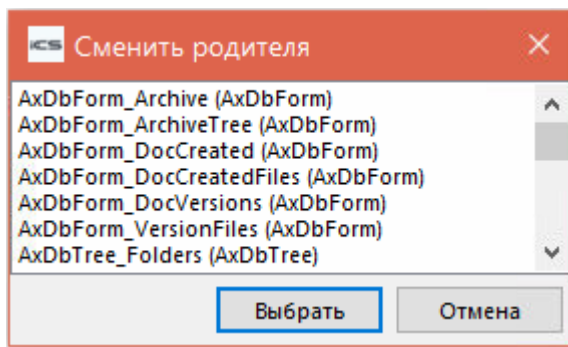 ics Сменить родителя
AxDbForm_Archive (AxDbForm)
AxDbForm_ArchiveTree (AxDbForm)
AxDbForm_DocCreated (AxDbForm)
AxDbForm_DocCreatedFiles (AxDbForm)
AxDbForm_DocVersions (AxDbForm)
AxDbForm_VersionFiles (AxDbForm)
AxDbTree_Folders (AxDbTree)
Выбрать Отмена